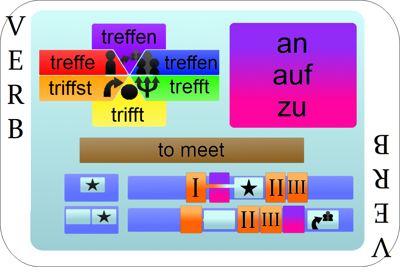 VERB
treffen
treffe treffen
triffst trefft
trifft
an
auf
zu
to meet
I II III
II III
VERB